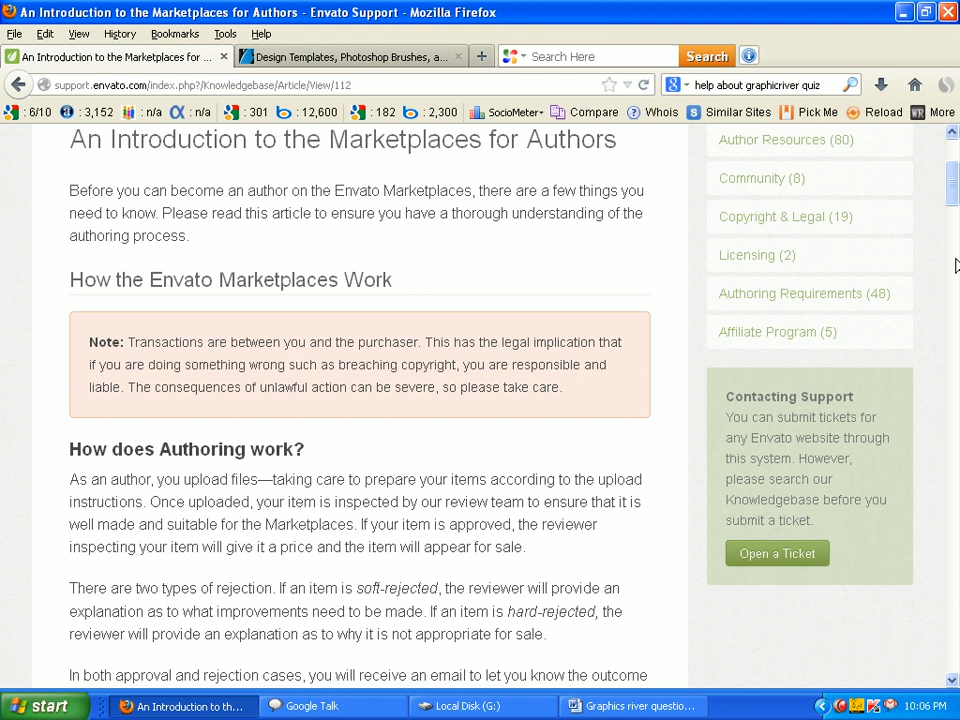 An Introduction to the Marketplaces for Authors - Envato Support - Mozilla Firefox
File Edit View History Bookmarks Tools Help
An Introduction to the Marketplaces for ...
Design Templates, Photoshop Brushes, a...
Search Here
Search
support.envato.com/index.php?/Knowledgebase/Article/View/112
help about graphicriver quiz
: 6/10 : 3,152 : n/a : n/a : 301 : 12,600 : 182 : 2,300 SocioMeter Compare Whois Similar Sites Pick Me Reload More
An Introduction to the Marketplaces for Authors
Before you can become an author on the Envato Marketplaces, there are a few things you
need to know. Please read this article to ensure you have a thorough understanding of the
authoring process.
How the Envato Marketplaces Work
Note: Transactions are between you and the purchaser. This has the legal implication that
if you are doing something wrong such as breaching copyright, you are responsible and
liable. The consequences of unlawful action can be severe, so please take care.
How does Authoring work?
As an author, you upload files—taking care to prepare your items according to the upload
instructions. Once uploaded, your item is inspected by our review team to ensure that it is
well made and suitable for the Marketplaces. If your item is approved, the reviewer
inspecting your item will give it a price and the item will appear for sale.
There are two types of rejection. If an item is soft-rejected, the reviewer will provide an
explanation as to what improvements need to be made. If an item is hard-rejected, the
reviewer will provide an explanation as to why it is not appropriate for sale.
In both approval and rejection cases, you will receive an email to let you know the outcome
Author Resources (80)
Community (8)
Copyright & Legal (19)
Licensing (2)
Authoring Requirements (48)
Affiliate Program (5)
Contacting Support
You can submit tickets for
any Envato website through
this system. However,
please search our
Knowledgebase before you
submit a ticket.
Open a Ticket
start
An Introduction to th...
Google Talk
Local Disk (G:)
Graphics river questio...
10:06 PM